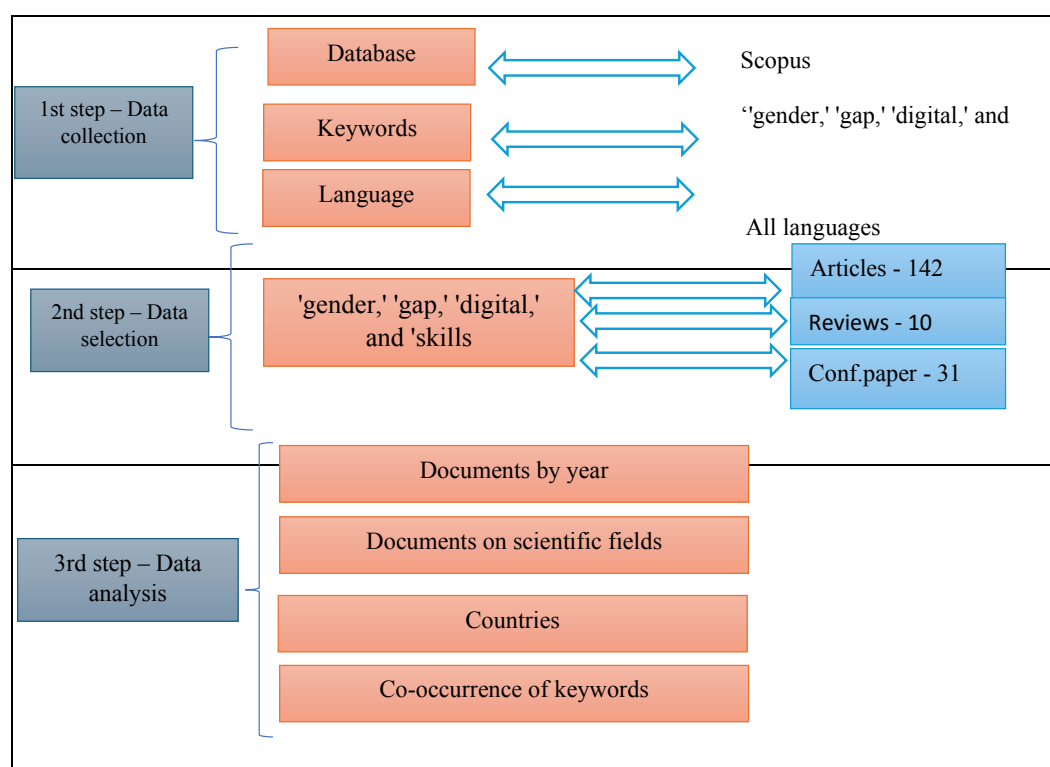 1st step – Data
collection
Database
Scopus
Keywords
‘'gender,' 'gap,' 'digital,' and
Language
All languages
2nd step – Data
selection
'gender,' 'gap,' 'digital,'
and 'skills
Articles - 142
Reviews - 10
Conf.paper - 31
3rd step – Data
analysis
Documents by year
Documents on scientific fields
Countries
Co-occurrence of keywords